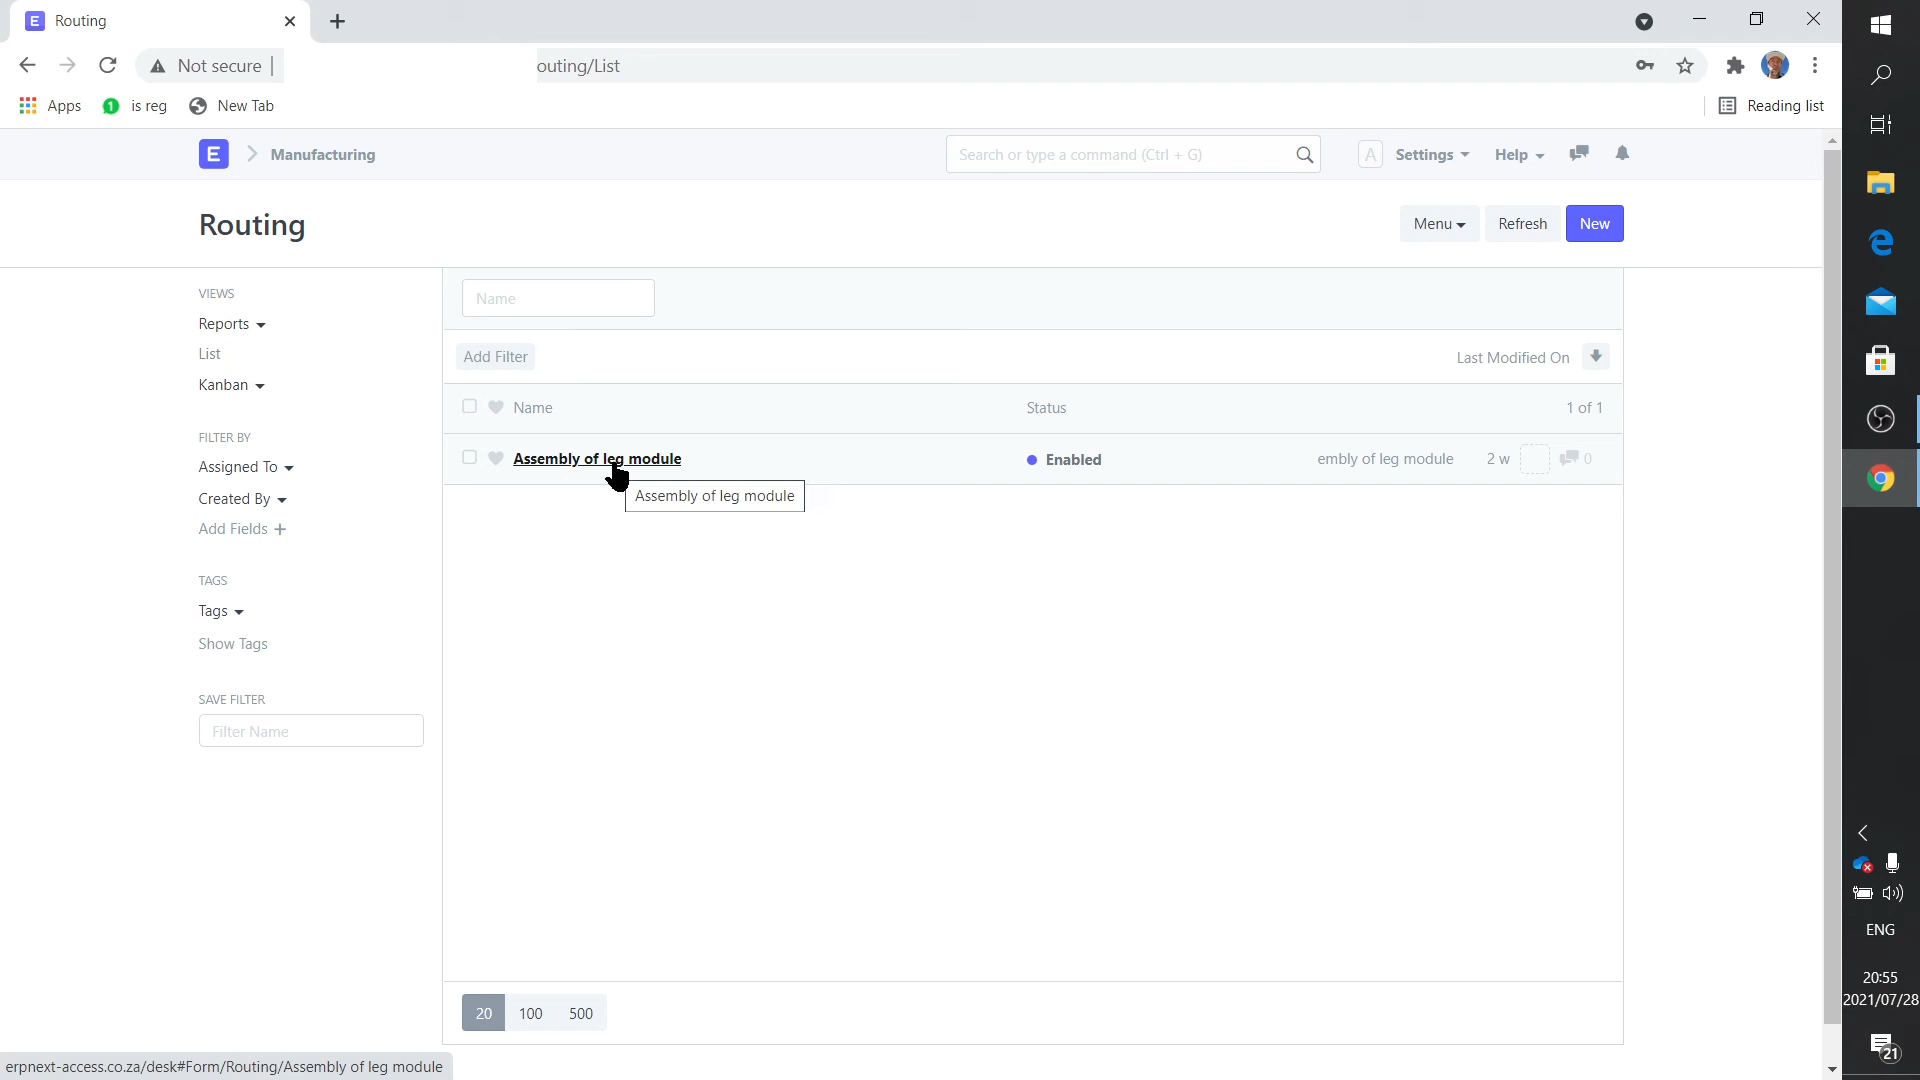 E Routing
Not secure | outing/List
Apps 1 is reg New Tab Reading list
E Manufacturing Search or type a command (Ctrl + G) A Settings Help
Routing
Menu Refresh New
VIEWS
Reports
List
Kanban
FILTER BY
Assigned To
Created By
Add Fields +
TAGS
Tags
Show Tags
SAVE FILTER
Filter Name
Name
Add Filter Last Modified On
Name Status 1 of 1
Assembly of leg module Enabled embly of leg module 2 w 0
Assembly of leg module
20 100 500
erpnext-access.co.za/desk#Form/Routing/Assembly of leg module
ENG
20:55
2021/07/28
21